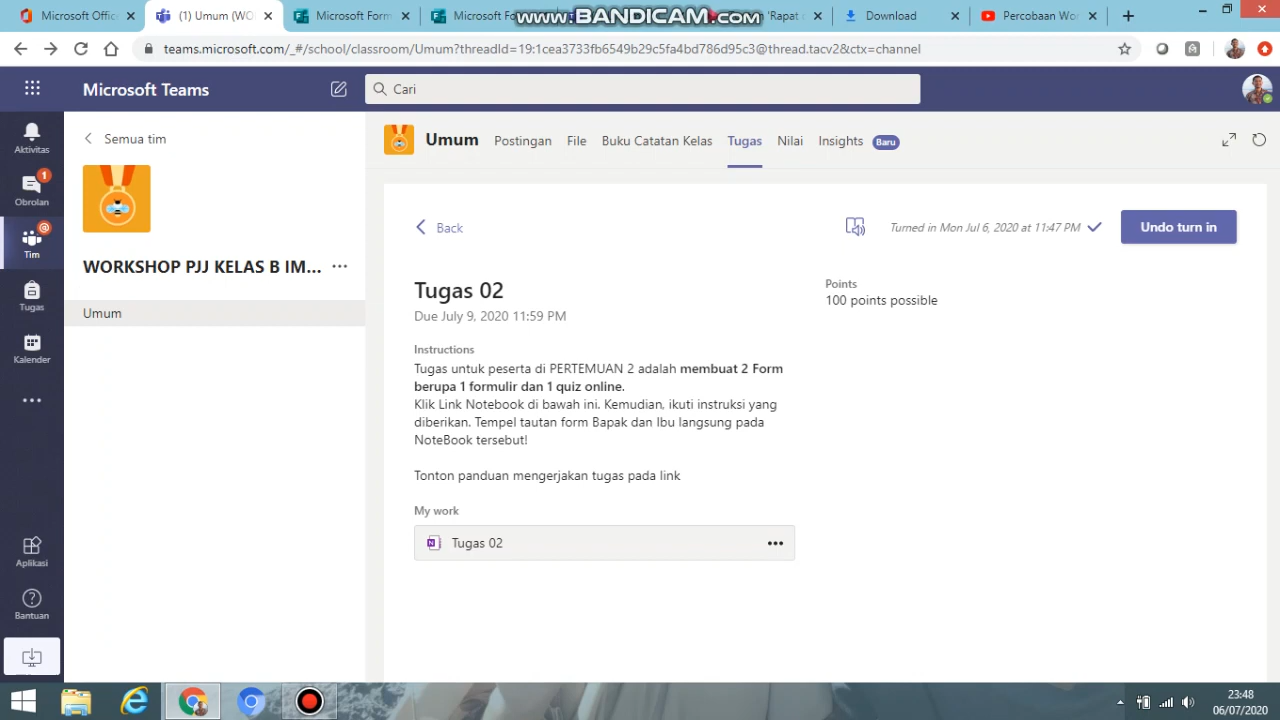 Microsoft Offic
(1) Umum (WO
Microsoft Form
Microsoft Fo
'Rapat
Download
Percobaan Wo
www.BANDICAM.com
teams.microsoft.com/_#/school/classroom/Umum?threadId=19:1cea3733fb6549b29c5fa4bd786d95c3@thread.tacv2&ctx=channel
Microsoft Teams
Cari
Aktivitas
1
Obrolan
@
Tim
Tugas
Kalender
Aplikasi
Bantuan
Semua tim
WORKSHOP PJJ KELAS B IM...
Umum
Umum
Postingan
File
Buku Catatan Kelas
Tugas
Nilai
Insights
Baru
Back
Turned in Mon Jul 6, 2020 at 11:47 PM
Undo turn in
Tugas 02
Due July 9, 2020 11:59 PM
Points
100 points possible
Instructions
Tugas untuk peserta di PERTEMUAN 2 adalah membuat 2 Form
berupa 1 formulir dan 1 quiz online.
Klik Link Notebook di bawah ini. Kemudian, ikuti instruksi yang
diberikan. Tempel tautan form Bapak dan Ibu langsung pada
NoteBook tersebut!
Tonton panduan mengerjakan tugas pada link
My work
Tugas 02
23:48
06/07/2020